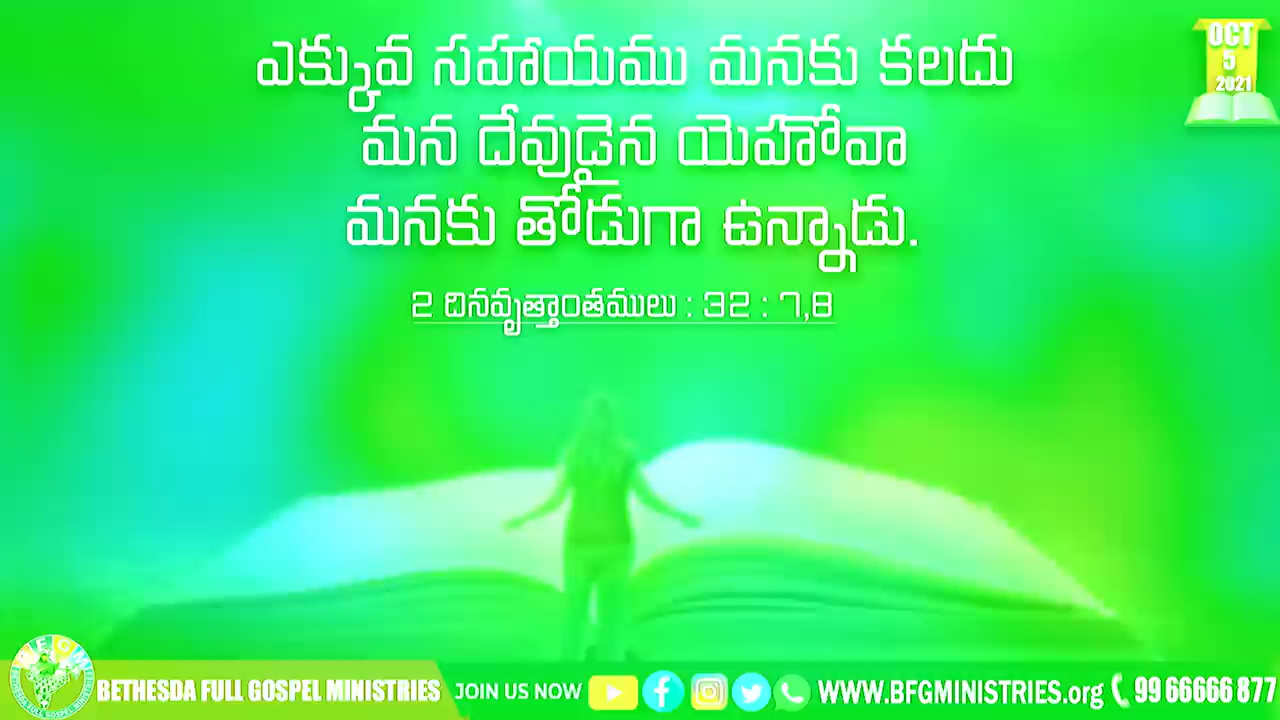 ఎక్కువ సహాయము మనకు కలదు
మన దేవుడైన యెహోవా
మనకు తోడుగా ఉన్నాడు.
2 దినవృత్తాంతములు : 32 : 7,8
OCT
5
2021
BETHESDA FULL GOSPEL MINISTRIES JOIN US NOW WWW.BFGMINISTRIES.org 99 66666 877